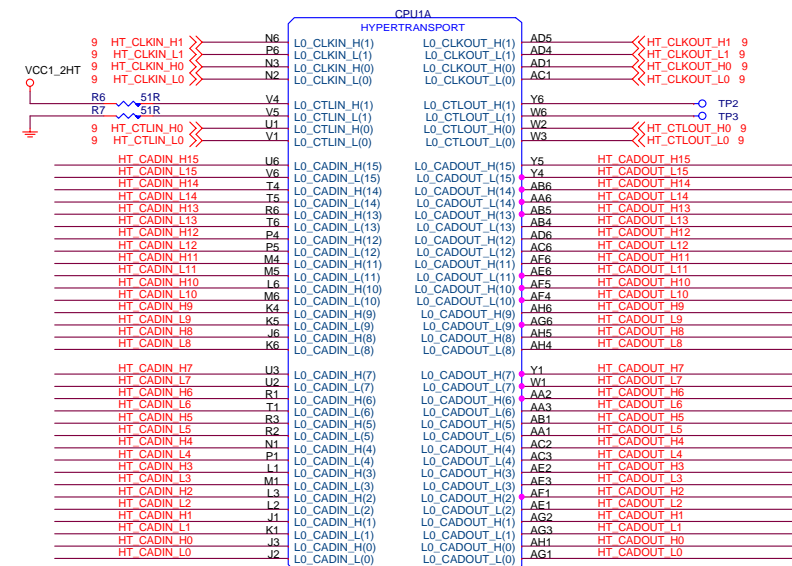 CPU1A
HYPERTRANSPORT
9 HT_CLKIN_H1 N6 L0_CLKIN_H(1) L0_CLKOUT_H(1) AD5 HT_CLKOUT_H1 9
9 HT_CLKIN_L1 P6 L0_CLKIN_L(1) L0_CLKOUT_L(1) AD4 HT_CLKOUT_L1 9
9 HT_CLKIN_H0 N3 L0_CLKIN_H(0) L0_CLKOUT_H(0) AD1 HT_CLKOUT_H0 9
9 HT_CLKIN_L0 N2 L0_CLKIN_L(0) L0_CLKOUT_L(0) AC1 HT_CLKOUT_L0 9
VCC1_2HT
R6 51R V4 L0_CTLIN_H(1) L0_CTLOUT_H(1) Y6 TP2
R7 51R V5 L0_CTLIN_L(1) L0_CTLOUT_L(1) W6 TP3
9 HT_CTLIN_H0 U1 L0_CTLIN_H(0) L0_CTLOUT_H(0) W2 HT_CTLOUT_H0 9
9 HT_CTLIN_L0 V1 L0_CTLIN_L(0) L0_CTLOUT_L(0) W3 HT_CTLOUT_L0 9
HT_CADIN_H15 U6 L0_CADIN_H(15) L0_CADOUT_H(15) Y5 HT_CADOUT_H15
HT_CADIN_L15 V6 L0_CADIN_L(15) L0_CADOUT_L(15) Y4 HT_CADOUT_L15
HT_CADIN_H14 T4 L0_CADIN_H(14) L0_CADOUT_H(14) AB6 HT_CADOUT_H14
HT_CADIN_L14 T5 L0_CADIN_L(14) L0_CADOUT_L(14) AA6 HT_CADOUT_L14
HT_CADIN_H13 R6 L0_CADIN_H(13) L0_CADOUT_H(13) AB5 HT_CADOUT_H13
HT_CADIN_L13 T6 L0_CADIN_L(13) L0_CADOUT_L(13) AB4 HT_CADOUT_L13
HT_CADIN_H12 P4 L0_CADIN_H(12) L0_CADOUT_H(12) AD6 HT_CADOUT_H12
HT_CADIN_L12 P5 L0_CADIN_L(12) L0_CADOUT_L(12) AC6 HT_CADOUT_L12
HT_CADIN_H11 M4 L0_CADIN_H(11) L0_CADOUT_H(11) AF6 HT_CADOUT_H11
HT_CADIN_L11 M5 L0_CADIN_L(11) L0_CADOUT_L(11) AE6 HT_CADOUT_L11
HT_CADIN_H10 L6 L0_CADIN_H(10) L0_CADOUT_H(10) AF5 HT_CADOUT_H10
HT_CADIN_L10 M6 L0_CADIN_L(10) L0_CADOUT_L(10) AF4 HT_CADOUT_L10
HT_CADIN_H9 K4 L0_CADIN_H(9) L0_CADOUT_H(9) AH6 HT_CADOUT_H9
HT_CADIN_L9 K5 L0_CADIN_L(9) L0_CADOUT_L(9) AG6 HT_CADOUT_L9
HT_CADIN_H8 J6 L0_CADIN_H(8) L0_CADOUT_H(8) AH5 HT_CADOUT_H8
HT_CADIN_L8 K6 L0_CADIN_L(8) L0_CADOUT_L(8) AH4 HT_CADOUT_L8
HT_CADIN_H7 U3 L0_CADIN_H(7) L0_CADOUT_H(7) Y1 HT_CADOUT_H7
HT_CADIN_L7 U2 L0_CADIN_L(7) L0_CADOUT_L(7) W1 HT_CADOUT_L7
HT_CADIN_H6 R1 L0_CADIN_H(6) L0_CADOUT_H(6) AA2 HT_CADOUT_H6
HT_CADIN_L6 T1 L0_CADIN_L(6) L0_CADOUT_L(6) AA3 HT_CADOUT_L6
HT_CADIN_H5 R3 L0_CADIN_H(5) L0_CADOUT_H(5) AB1 HT_CADOUT_H5
HT_CADIN_L5 R2 L0_CADIN_L(5) L0_CADOUT_L(5) AA1 HT_CADOUT_L5
HT_CADIN_H4 N1 L0_CADIN_H(4) L0_CADOUT_H(4) AC2 HT_CADOUT_H4
HT_CADIN_L4 P1 L0_CADIN_L(4) L0_CADOUT_L(4) AC3 HT_CADOUT_L4
HT_CADIN_H3 L1 L0_CADIN_H(3) L0_CADOUT_H(3) AE2 HT_CADOUT_H3
HT_CADIN_L3 M1 L0_CADIN_L(3) L0_CADOUT_L(3) AF3 HT_CADOUT_L3
HT_CADIN_H2 L3 L0_CADIN_H(2) L0_CADOUT_H(2) AF1 HT_CADOUT_H2
HT_CADIN_L2 L2 L0_CADIN_L(2) L0_CADOUT_L(2) AE1 HT_CADOUT_L2
HT_CADIN_H1 J1 L0_CADIN_H(1) L0_CADOUT_H(1) AG2 HT_CADOUT_H1
HT_CADIN_L1 K1 L0_CADIN_L(1) L0_CADOUT_L(1) AG3 HT_CADOUT_L1
HT_CADIN_H0 J3 L0_CADIN_H(0) L0_CADOUT_H(0) AH1 HT_CADOUT_H0
HT_CADIN_L0 J2 L0_CADIN_L(0) L0_CADOUT_L(0) AG1 HT_CADOUT_L0